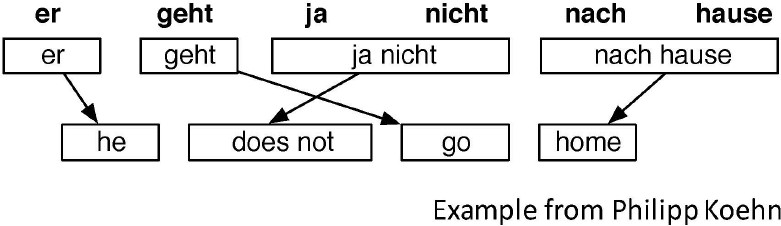 er geht ja nicht nach hause
er geht ja nicht nach hause
he does not go home
Example from Philipp Koehn